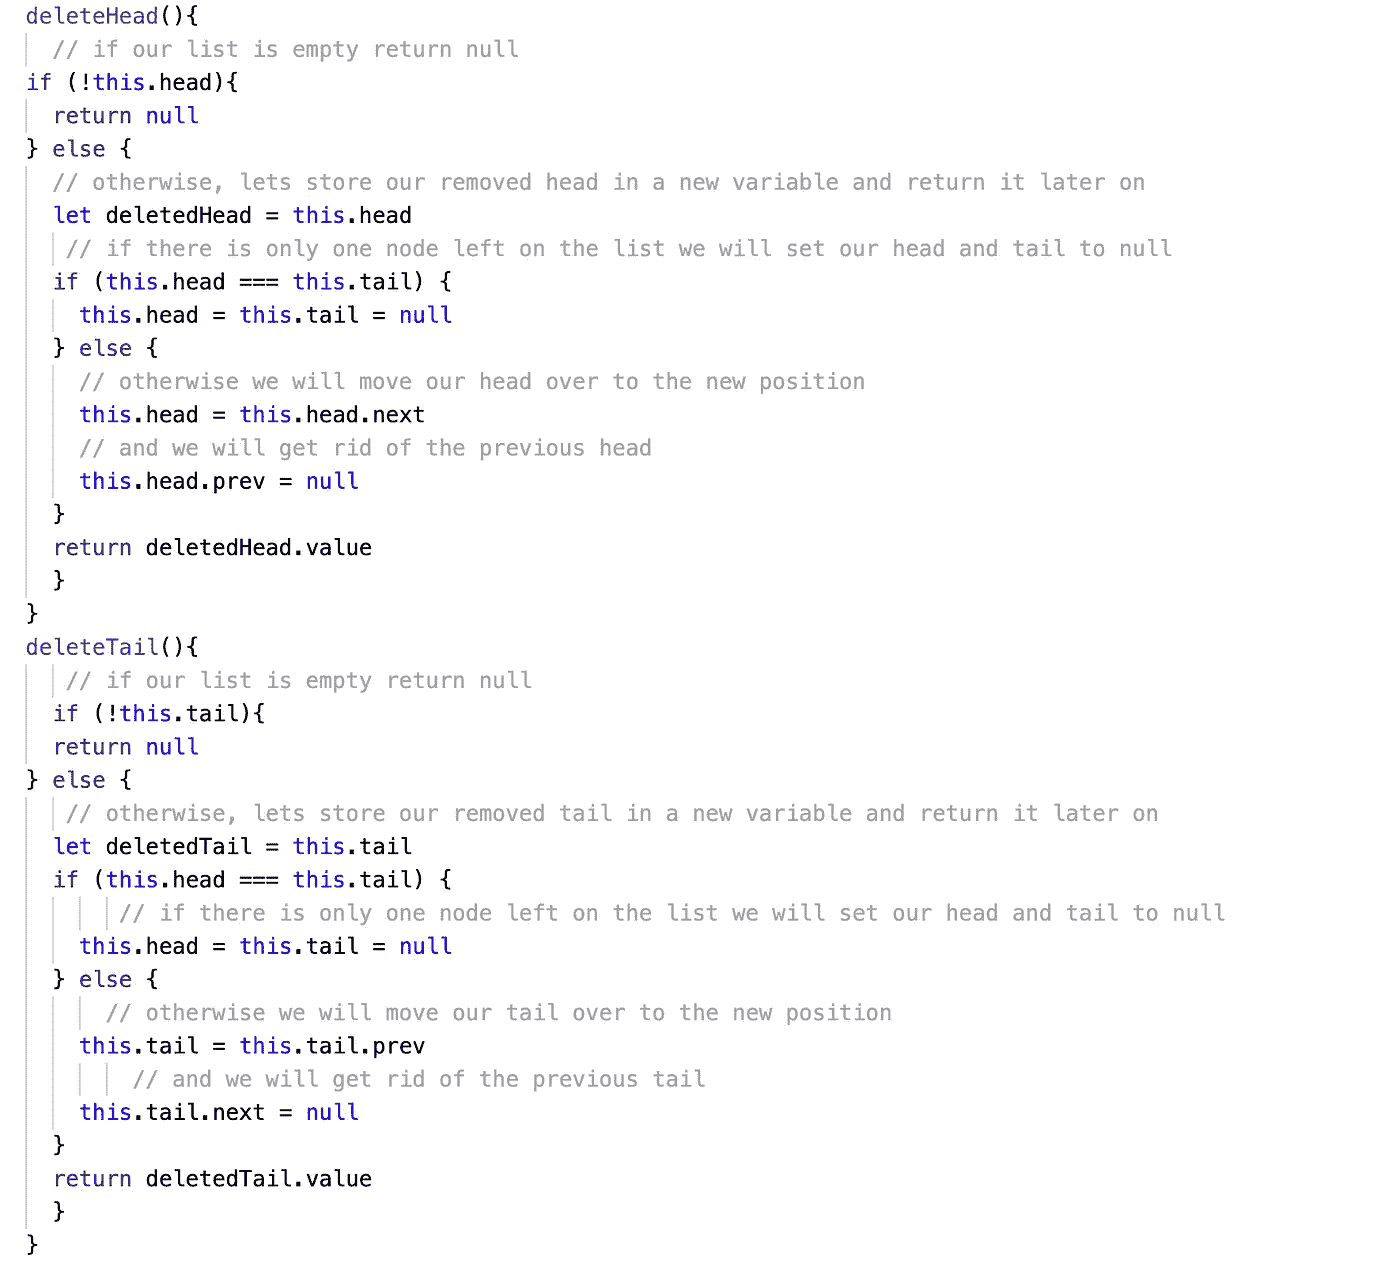 deleteHead(){
// if our list is empty return null
if (!this.head){
return null
} else {
// otherwise, lets store our removed head in a new variable and return it later on
let deletedHead = this.head
// if there is only one node left on the list we will set our head and tail to null
if (this.head === this.tail) {
this.head = this.tail = null
} else {
// otherwise we will move our head over to the new position
this.head = this.head.next
// and we will get rid of the previous head
this.head.prev = null
}
return deletedHead.value
}
}
deleteTail(){
// if our list is empty return null
if (!this.tail){
return null
} else {
// otherwise, lets store our removed tail in a new variable and return it later on
let deletedTail = this.tail
if (this.head === this.tail) {
// if there is only one node left on the list we will set our head and tail to null
this.head = this.tail = null
} else {
// otherwise we will move our tail over to the new position
this.tail = this.tail.prev
// and we will get rid of the previous tail
this.tail.next = null
}
return deletedTail.value
}
}